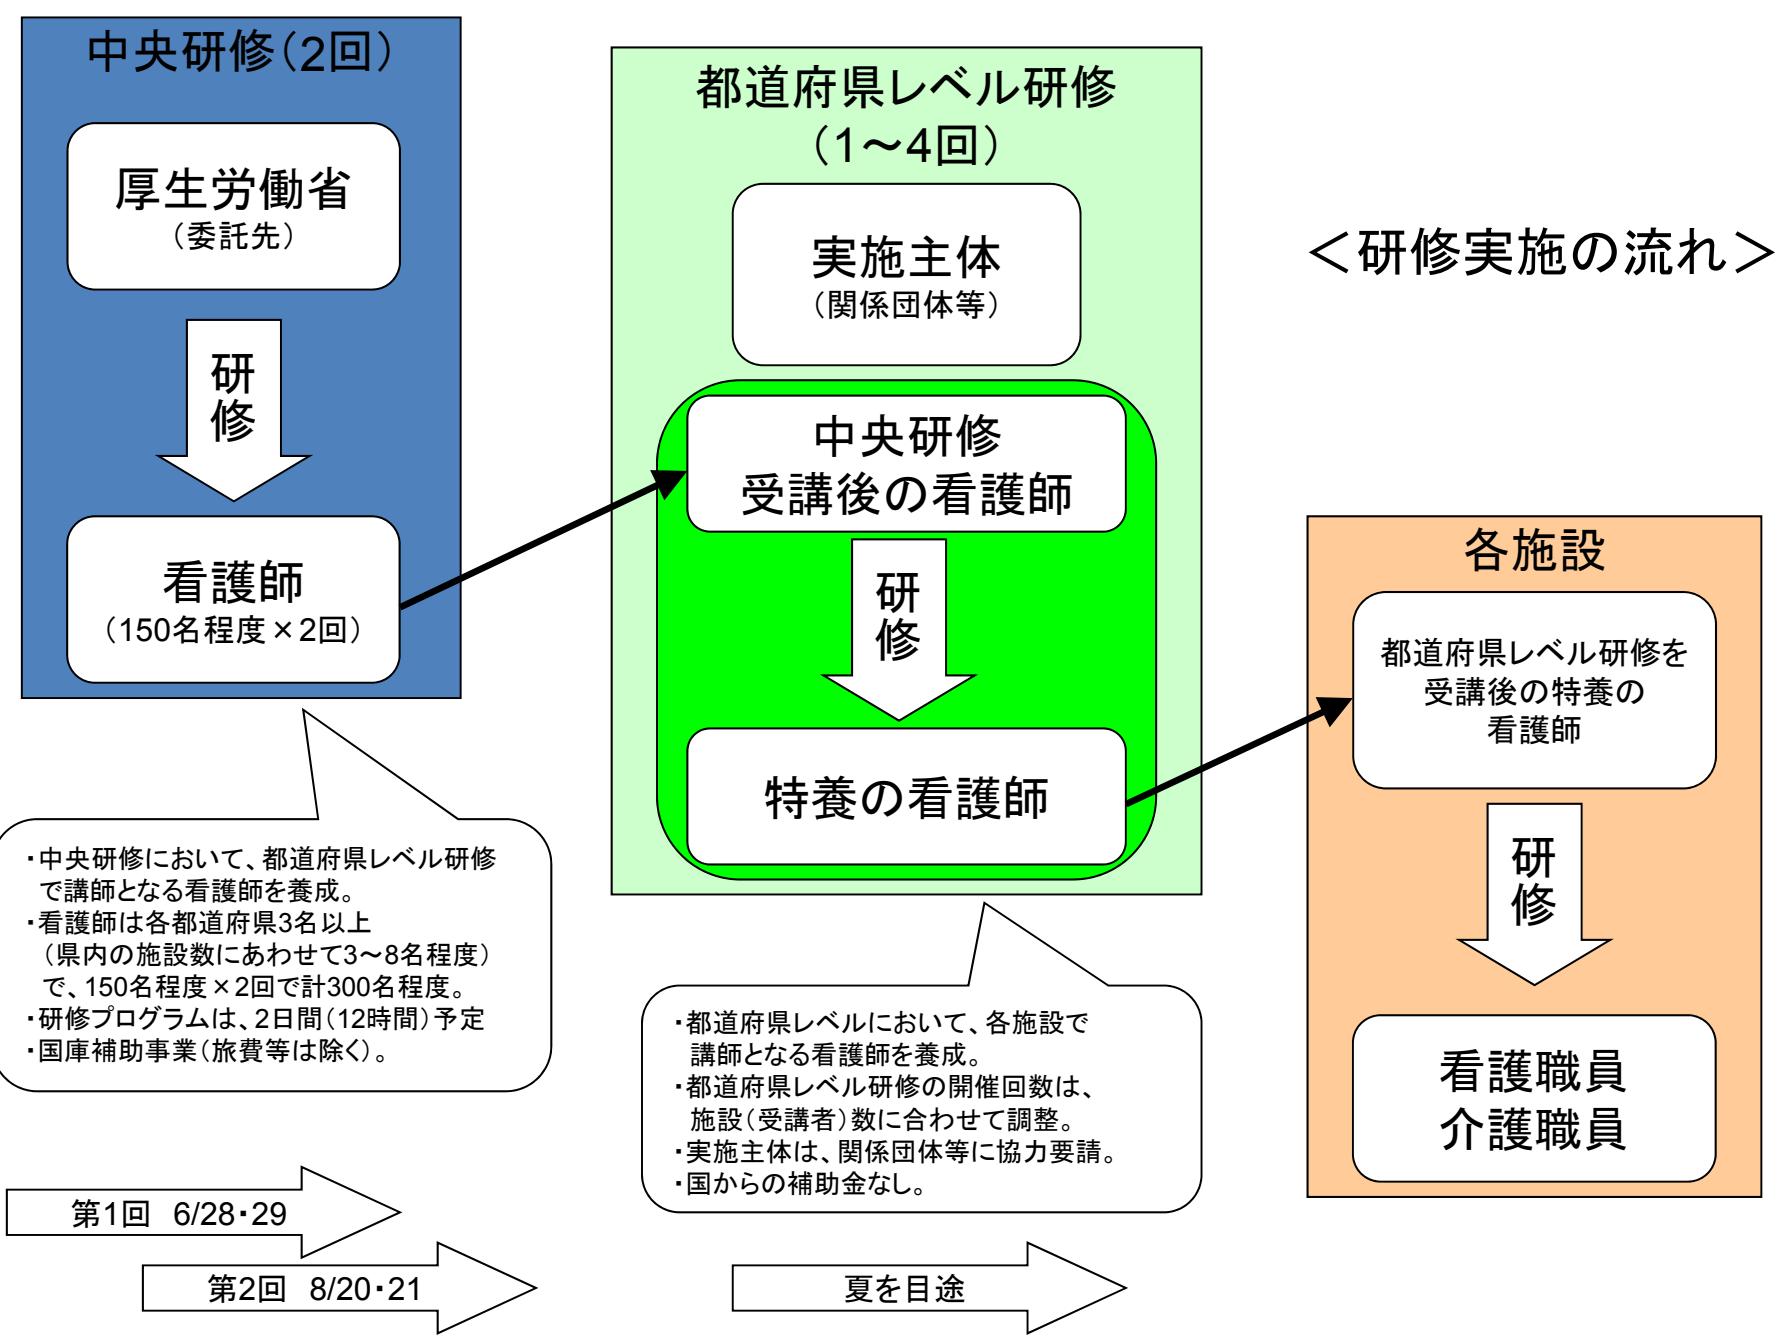 中央研修（2回）
厚生労働省
（委託先）
研
修
看護師
（150名程度×2回）
・中央研修において、都道府県レベル研修
で講師となる看護師を養成。
・看護師は各都道府県3名以上
（県内の施設数にあわせて3～8名程度）
で、150名程度×2回で計300名程度。
・研修プログラムは、2日間（12時間）予定
・国庫補助事業（旅費等は除く）。
第1回 6/28・29
第2回 8/20・21
都道府県レベル研修
（1～4回）
実施主体
（関係団体等）
中央研修
受講後の看護師
研
修
特養の看護師
・都道府県レベルにおいて、各施設で
講師となる看護師を養成。
・都道府県レベル研修の開催回数は、
施設（受講者）数に合わせて調整。
・実施主体は、関係団体等に協力要請。
・国からの補助金なし。
夏を目途
＜研修実施の流れ＞
各施設
都道府県レベル研修を
受講後の特養の
看護師
研
修
看護職員
介護職員